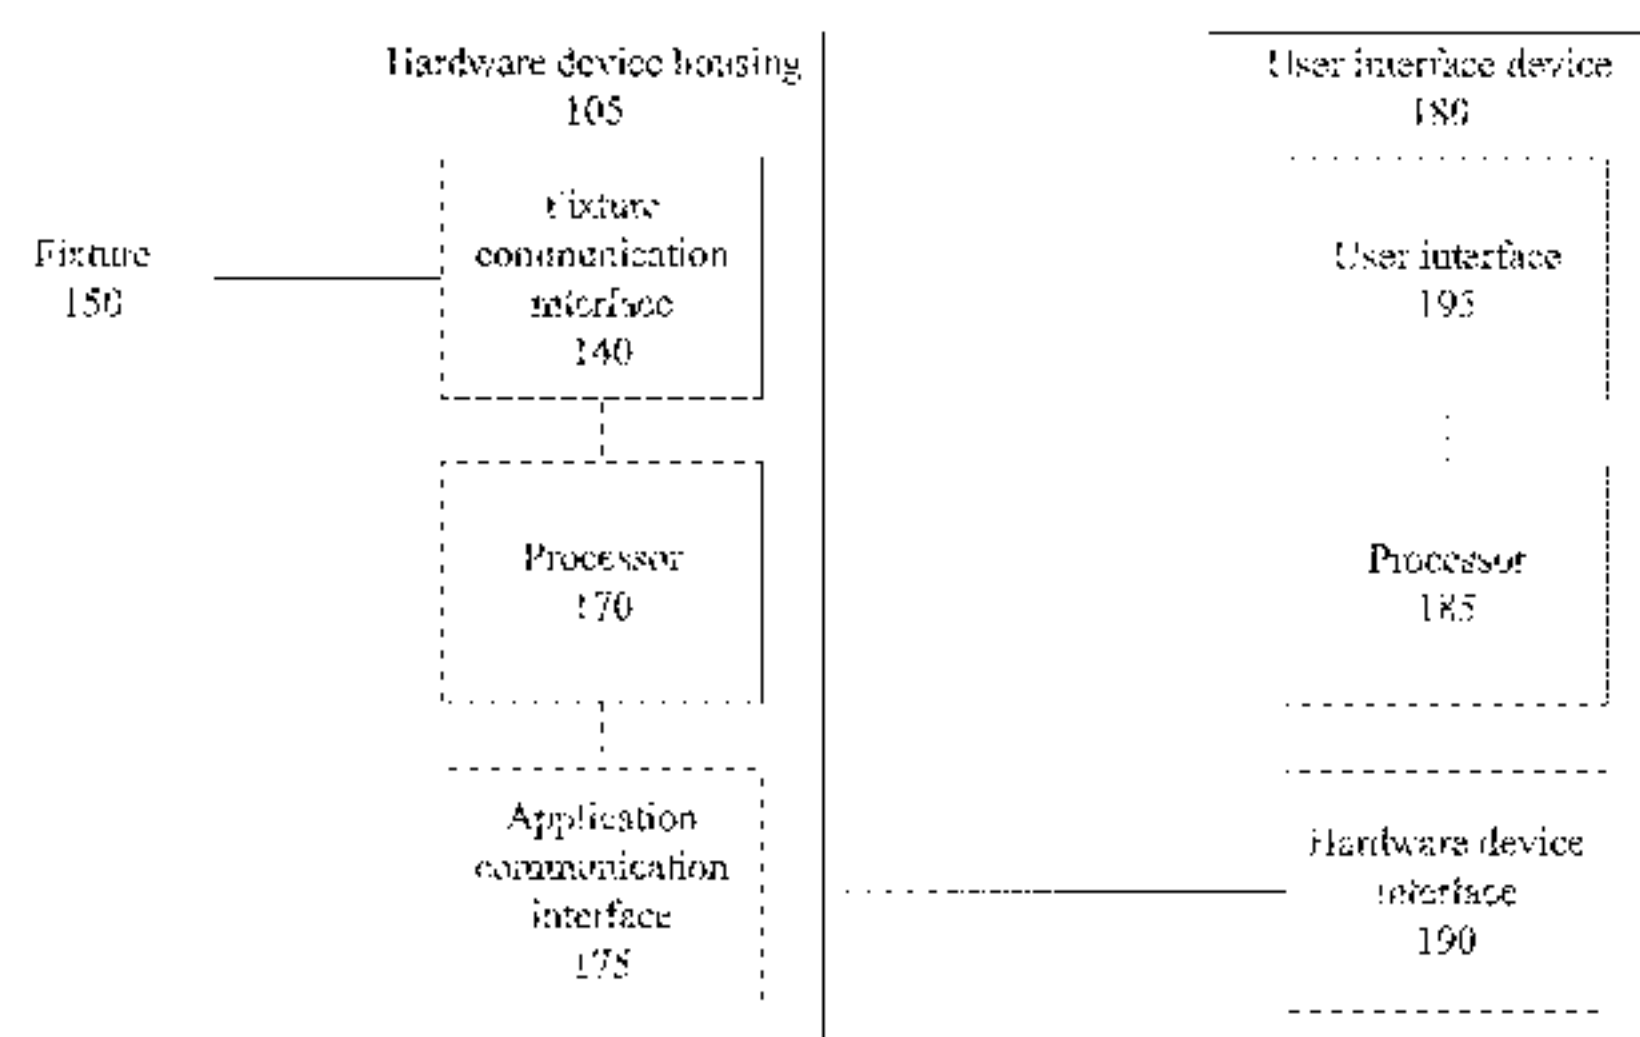 Hardware device housing
105
Fixture
150
Fixture
communication
interface
140
Processor
170
Application
communication
interface
175
User interface device
180
User interface
195
Processor
185
Hardware device
interface
190